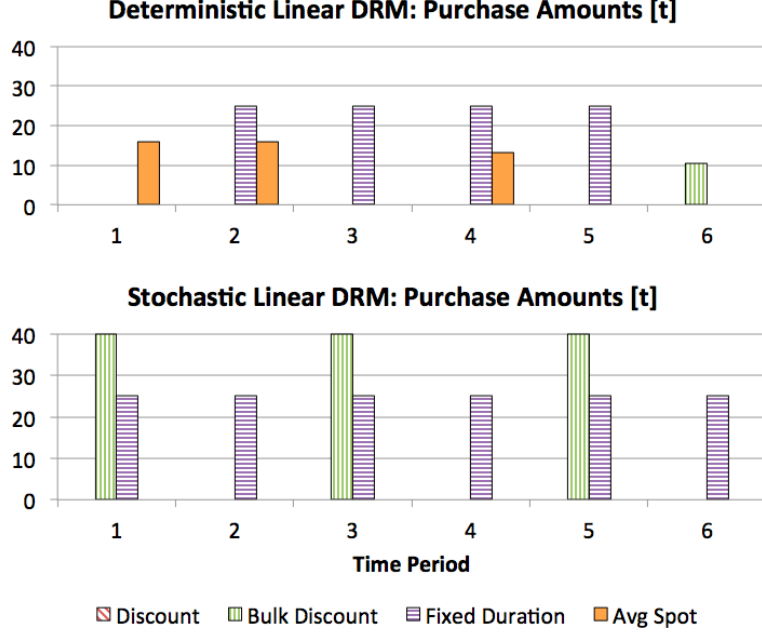 Deterministic Linear DRM: Purchase Amounts [t]
40
30
20
10
0
1 2 3 4 5 6
Stochastic Linear DRM: Purchase Amounts [t]
40
30
20
10
0
1 2 3 4 5 6
Time Period
Discount Bulk Discount Fixed Duration Avg Spot